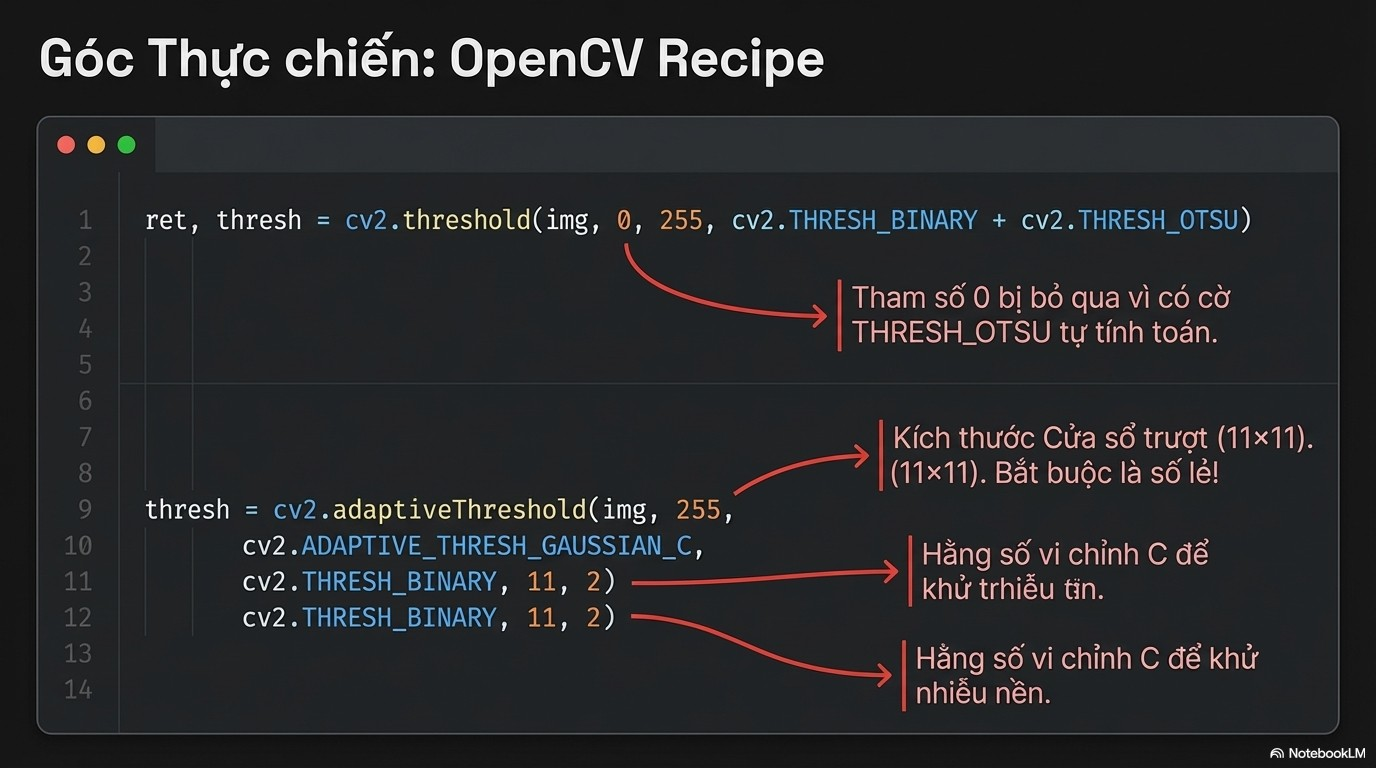 Góc Thực chiến: OpenCV Recipe
1 ret, thresh = cv2.threshold(img, 0, 255, cv2.THRESH_BINARY + cv2.THRESH_OTSU)
2
3
4
5
Tham số 0 bị bỏ qua vì có cờ
THRESH_OTSU tự tính toán.
6
7
8
Kích thước Cửa sổ trượt (11×11).
(11×11). Bắt buộc là số lẻ!
9 thresh = cv2.adaptiveThreshold(img, 255,
10 cv2.ADAPTIVE_THRESH_GAUSSIAN_C,
11 cv2.THRESH_BINARY, 11, 2)
12 cv2.THRESH_BINARY, 11, 2)
13
14
Hằng số vi chỉnh C để
khử trhiễu
Hằng số vi chỉnh C để khử
nhiễu nền.
NotebookLM